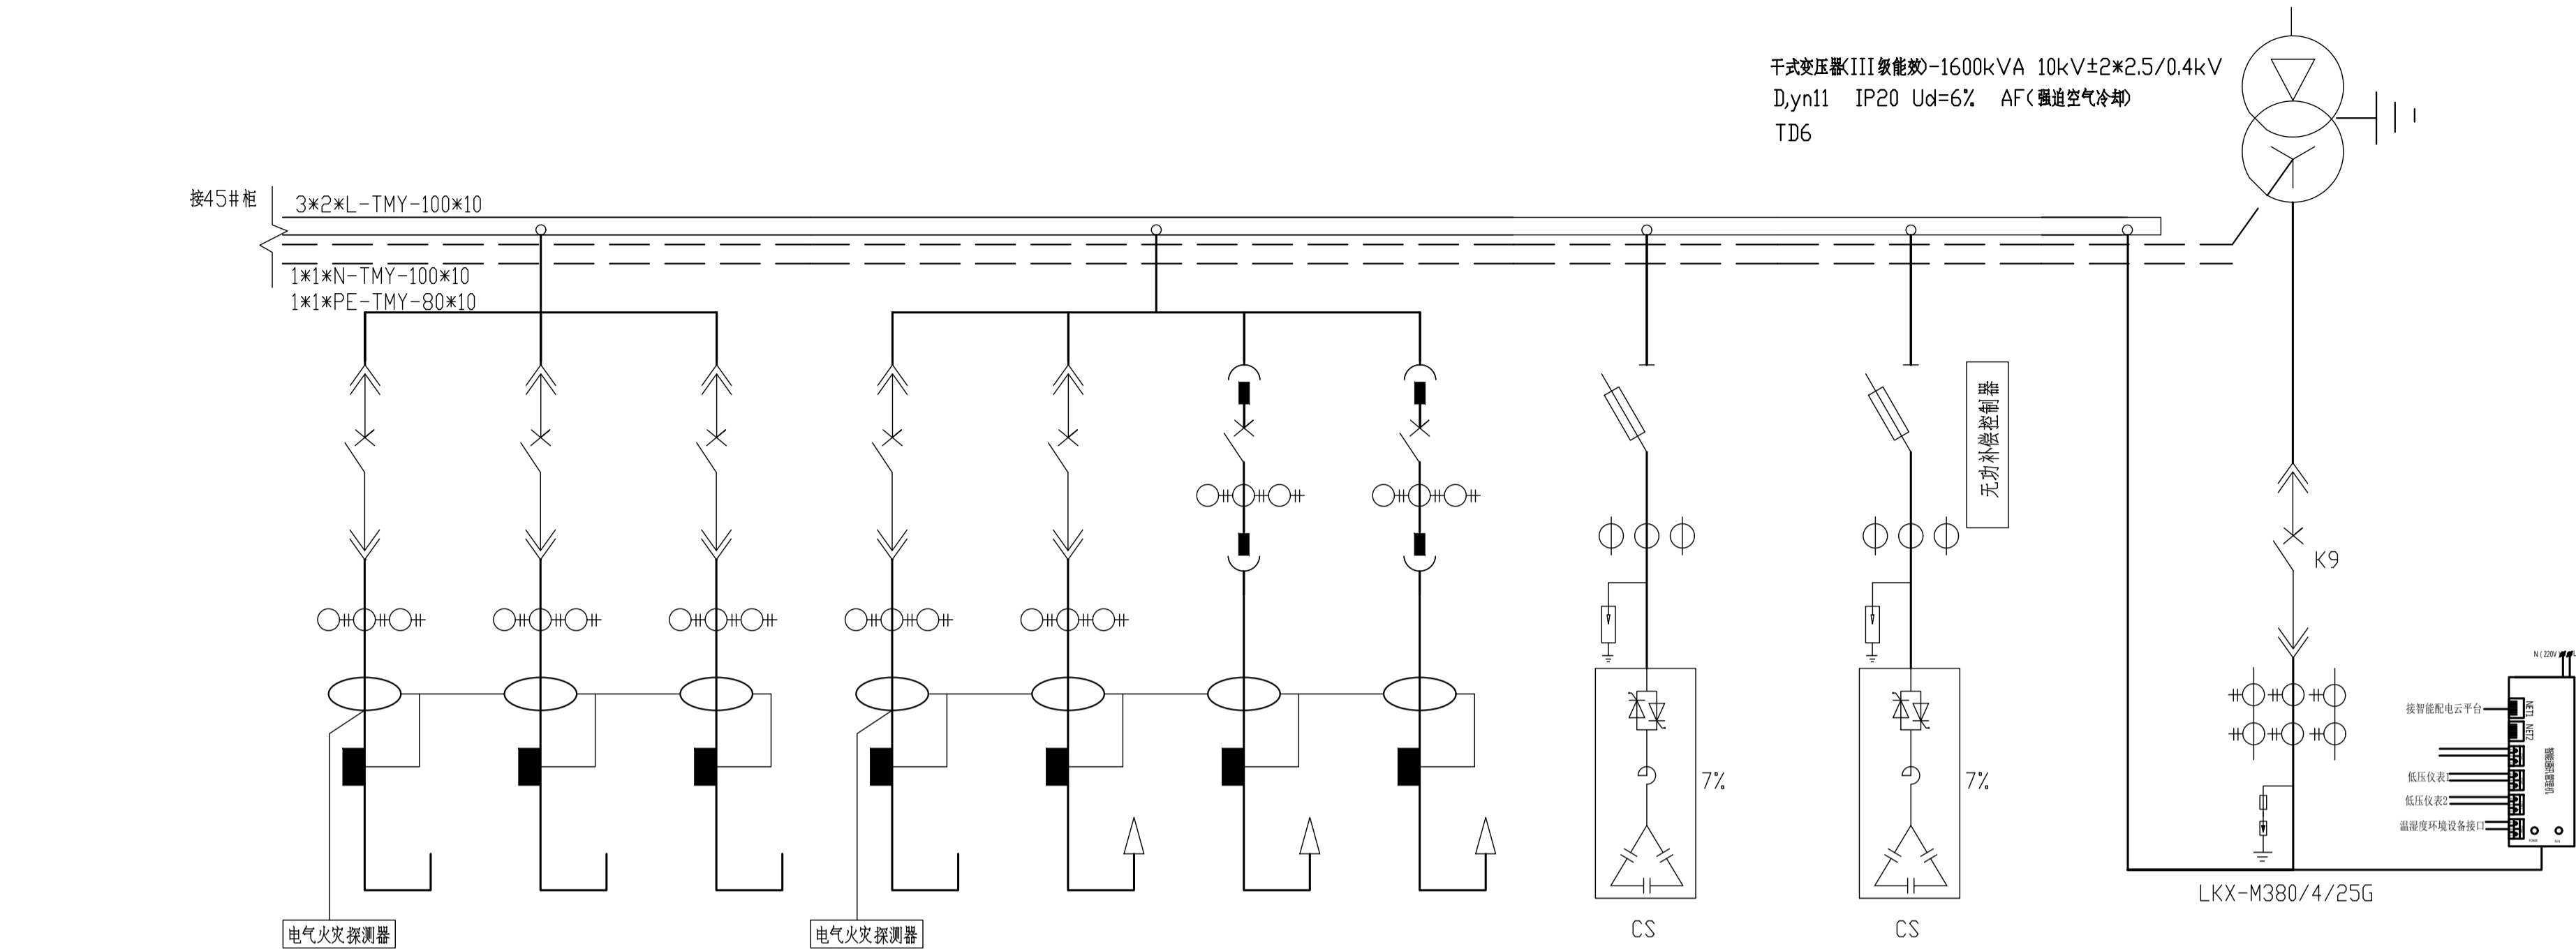 干式变压器(III级能效)-1600kVA 10kV±2*2.5/0.4kV
D,yn11 IP20 Ud=6% AF(强迫空气冷却)
TD6
接45#柜
3*2*L-TMY-100*10
1*1*N-TMY-100*10
1*1*PE-TMY-80*10
无功补偿控制器
K9
N(220V)
接智能配电云平台
NET1
NET2
低压仪表1
低压仪表2
温湿度环境设备接口
7%
7%
LKX-M380/4/25G
电气火灾探测器
电气火灾探测器
CS
CS